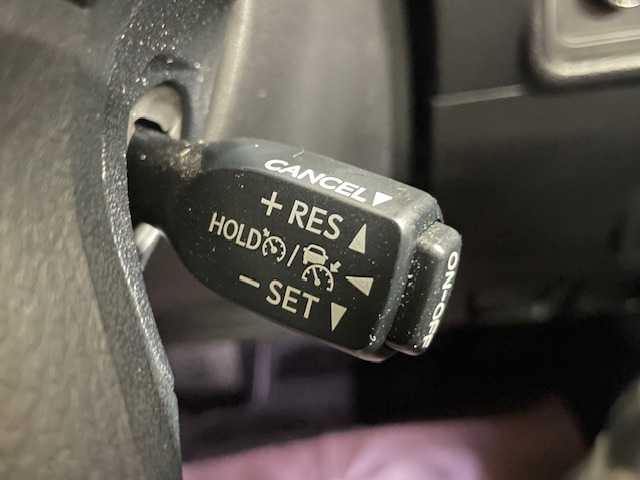 CANCEL▼
+ RES ▲
HOLD /
− SET ▼
ON-OFF